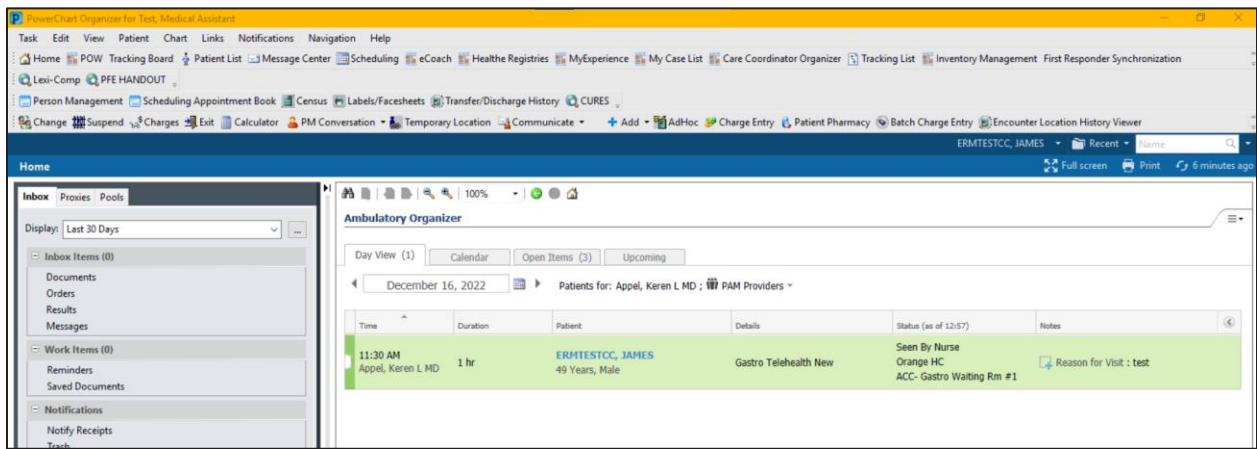 PowerChart Organizer for Test, Medical Assistant
Task Edit View Patient Chart Links Notifications Navigation Help
Home POW Tracking Board Patient List Message Center Scheduling eCoach Healthe Registries MyExperience My Case List Care Coordinator Organizer Tracking List Inventory Management First Responder Synchronization
Lexi-Comp PFE HANDOUT
Person Management Scheduling Appointment Book Census Labels/Facesheets Transfer/Discharge History CURES
Change Suspend Charges Exit Calculator PM Conversation Temporary Location Communicate Add AdHoc Charge Entry Patient Pharmacy Batch Charge Entry Encounter Location History Viewer
ERMTESTCC, JAMES Recent Name
Home Full screen Print 6 minutes ago
Inbox Proxies Pools
Display: Last 30 Days ...
Inbox Items (0)
Documents
Orders
Results
Messages
Work Items (0)
Reminders
Saved Documents
Notifications
Notify Receipts
Trash
100%
Ambulatory Organizer
Day View (1) Calendar Open Items (3) Upcoming
December 16, 2022 Patients for: Appel, Keren L MD ; PAM Providers
Time Duration Patient Details Status (as of 12:57) Notes
11:30 AM
Appel, Keren L MD
1 hr
ERMTESTCC, JAMES
49 Years, Male
Gastro Telehealth New
Seen By Nurse
Orange HC
ACC- Gastro Waiting Rm #1
Reason for Visit : test